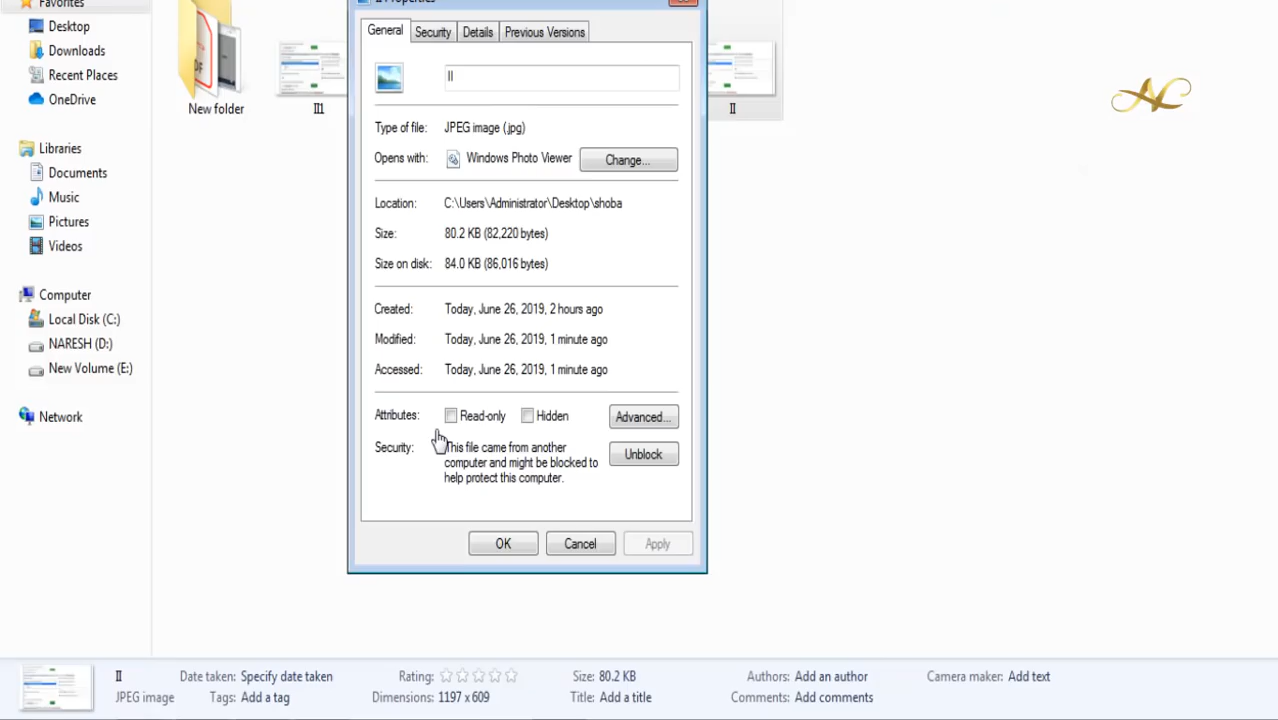 Favorites
Desktop
Downloads
Recent Places
OneDrive
Libraries
Documents
Music
Pictures
Videos
Computer
Local Disk (C:)
NARESH (D:)
New Volume (E:)
Network
New folder
II1
II
II Properties
General
Security
Details
Previous Versions
II
Type of file: JPEG image (.jpg)
Opens with: Windows Photo Viewer Change...
Location: C:\Users\Administrator\Desktop\shoba
Size: 80.2 KB (82,220 bytes)
Size on disk: 84.0 KB (86,016 bytes)
Created: Today, June 26, 2019, 2 hours ago
Modified: Today, June 26, 2019, 1 minute ago
Accessed: Today, June 26, 2019, 1 minute ago
Attributes: Read-only Hidden Advanced...
Security: This file came from another
computer and might be blocked to
help protect this computer.
Unblock
OK Cancel Apply
AC
II Date taken: Specify date taken Rating: Size: 80.2 KB Authors: Add an author Camera maker: Add text
JPEG image Tags: Add a tag Dimensions: 1197 x 609 Title: Add a title Comments: Add comments